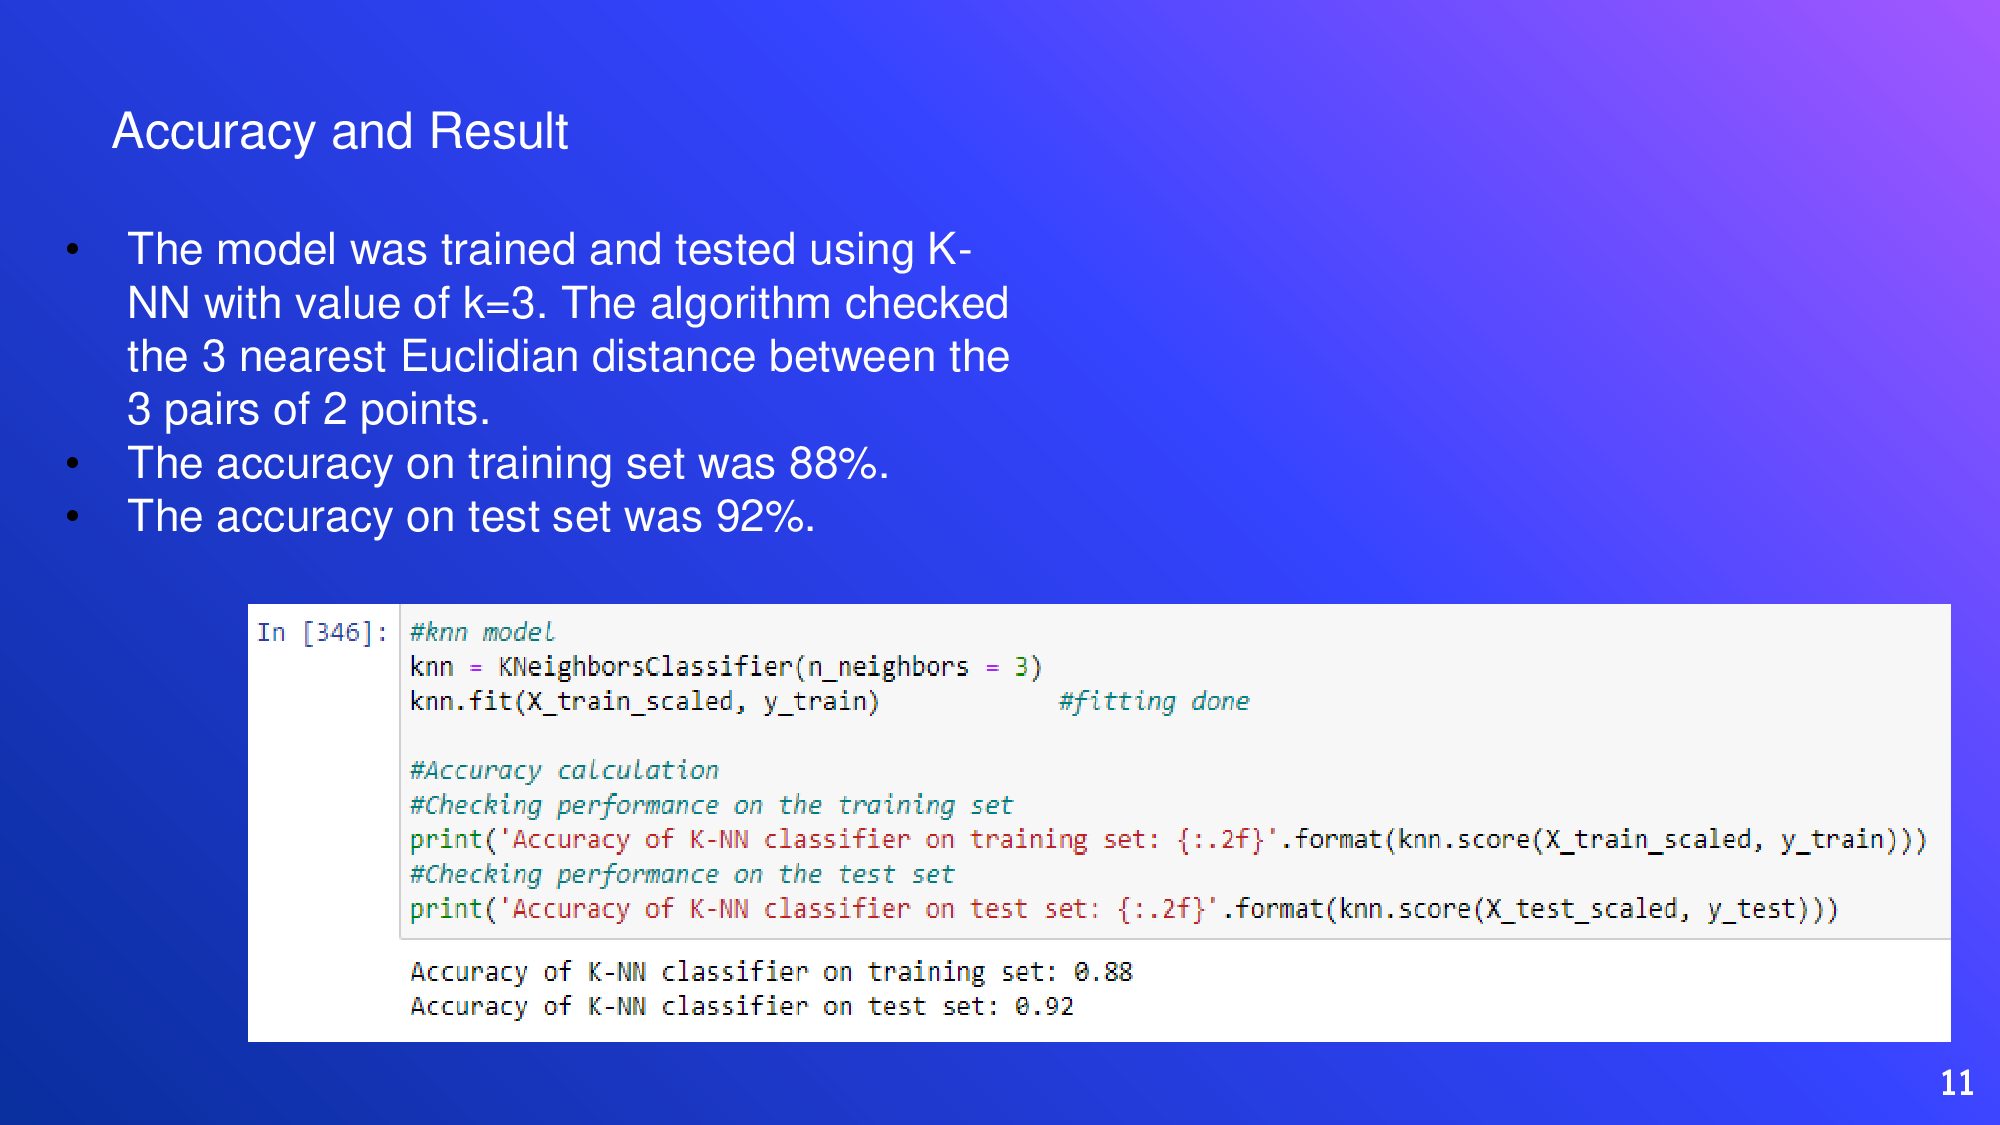 Accuracy and Result
• The model was trained and tested using K-
NN with value of k=3. The algorithm checked
the 3 nearest Euclidian distance between the
3 pairs of 2 points.
• The accuracy on training set was 88%.
• The accuracy on test set was 92%.
In [346]: #knn model
knn = KNeighborsClassifier(n_neighbors = 3)
knn.fit(X_train_scaled, y_train) #fitting done
#Accuracy calculation
#Checking performance on the training set
print('Accuracy of K-NN classifier on training set: {:.2f}'.format(knn.score(X_train_scaled, y_train)))
#Checking performance on the test set
print('Accuracy of K-NN classifier on test set: {:.2f}'.format(knn.score(X_test_scaled, y_test)))
Accuracy of K-NN classifier on training set: 0.88
Accuracy of K-NN classifier on test set: 0.92
11